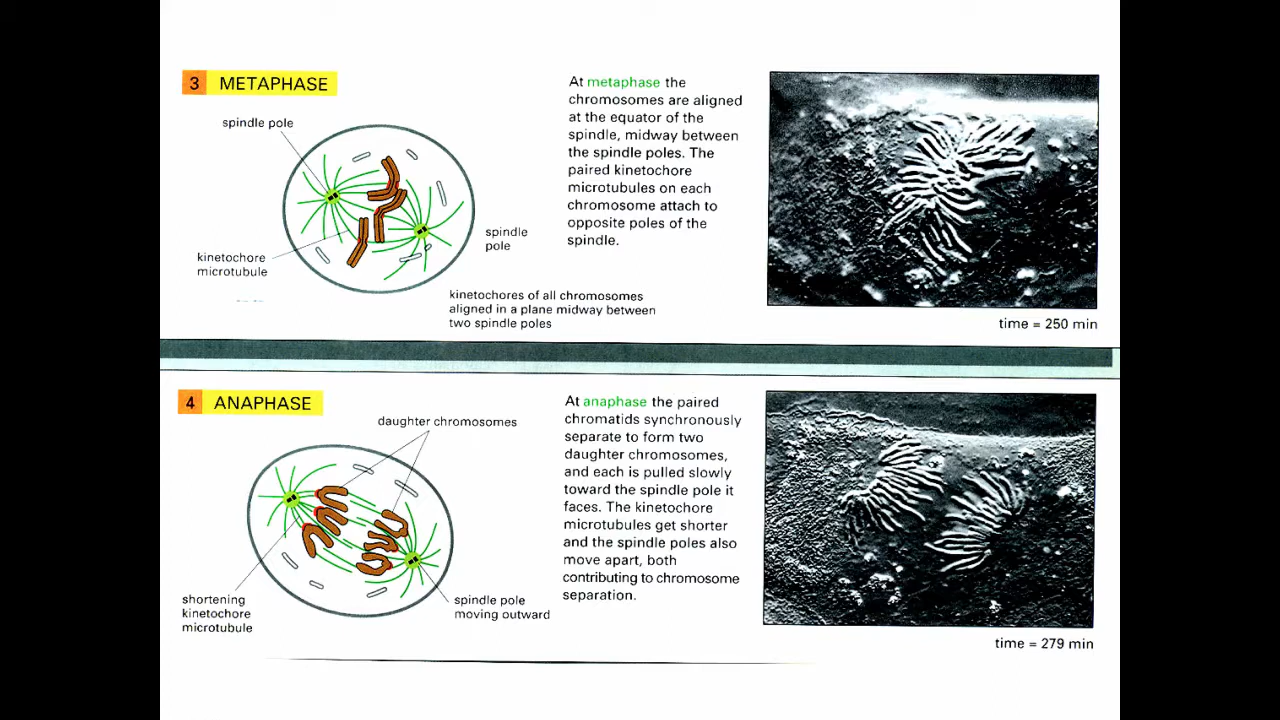 3 METAPHASE
spindle pole
kinetochore
microtubule
spindle
pole
kinetochores of all chromosomes
aligned in a plane midway between
two spindle poles
At metaphase the
chromosomes are aligned
at the equator of the
spindle, midway between
the spindle poles. The
paired kinetochore
microtubules on each
chromosome attach to
opposite poles of the
spindle.
time = 250 min
4 ANAPHASE
daughter chromosomes
shortening
kinetochore
microtubule
spindle pole
moving outward
At anaphase the paired
chromatids synchronously
separate to form two
daughter chromosomes,
and each is pulled slowly
toward the spindle pole it
faces. The kinetochore
microtubules get shorter
and the spindle poles also
move apart, both
contributing to chromosome
separation.
time = 279 min